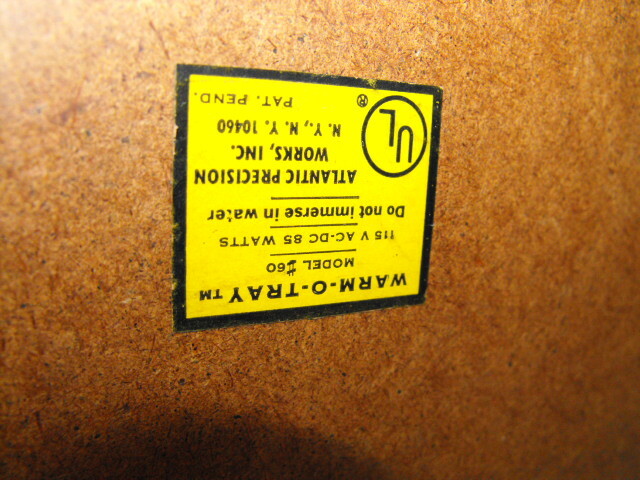 WARM-O-TRAY TM
MODEL #60
115 V AC-DC 85 WATTS
Do not immerse in water
ATLANTIC PRECISION
WORKS, INC.
N. Y., N. Y. 10460
PAT. PEND.
UL ®